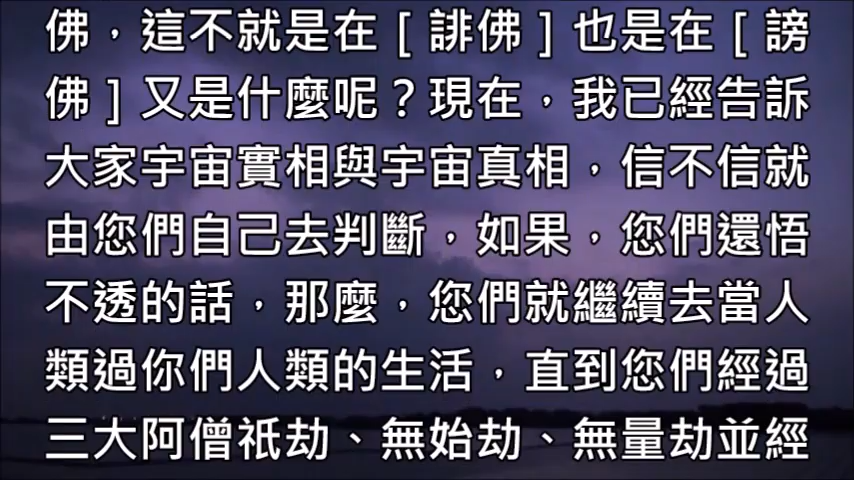 佛，這不就是在 [ 誹佛 ] 也是在 [ 謗
佛 ] 又是什麼呢？現在，我已經告訴
大家宇宙實相與宇宙真相，信不信就
由您們自己去判斷，如果，您們還悟
不透的話，那麼，您們就繼續去當人
類過你們人類的生活，直到您們經過
三大阿僧祇劫、無始劫、無量劫並經